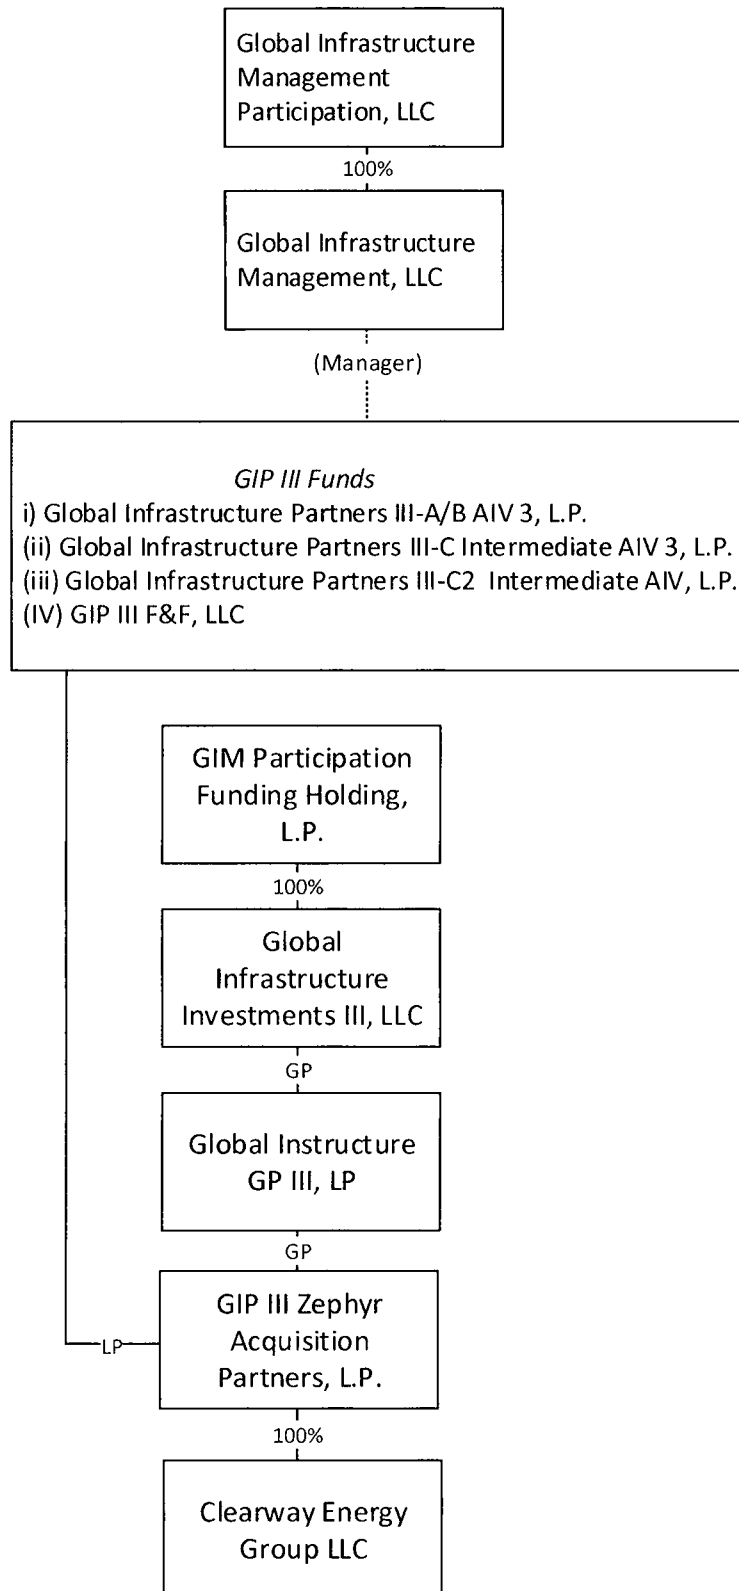 Global Infrastructure
Management
Participation, LLC
100%
Global Infrastructure
Management, LLC
(Manager)
GIP III Funds
i) Global Infrastructure Partners III-A/B AIV 3, L.P.
(ii) Global Infrastructure Partners III-C Intermediate AIV 3, L.P.
(iii) Global Infrastructure Partners III-C2 Intermediate AIV, L.P.
(IV) GIP III F&F, LLC
GIM Participation
Funding Holding,
L.P.
100%
Global
Infrastructure
Investments III, LLC
GP
Global Instructure
GP III, LP
GP
GIP III Zephyr
Acquisition
Partners, L.P.
LP
100%
Clearway Energy
Group LLC